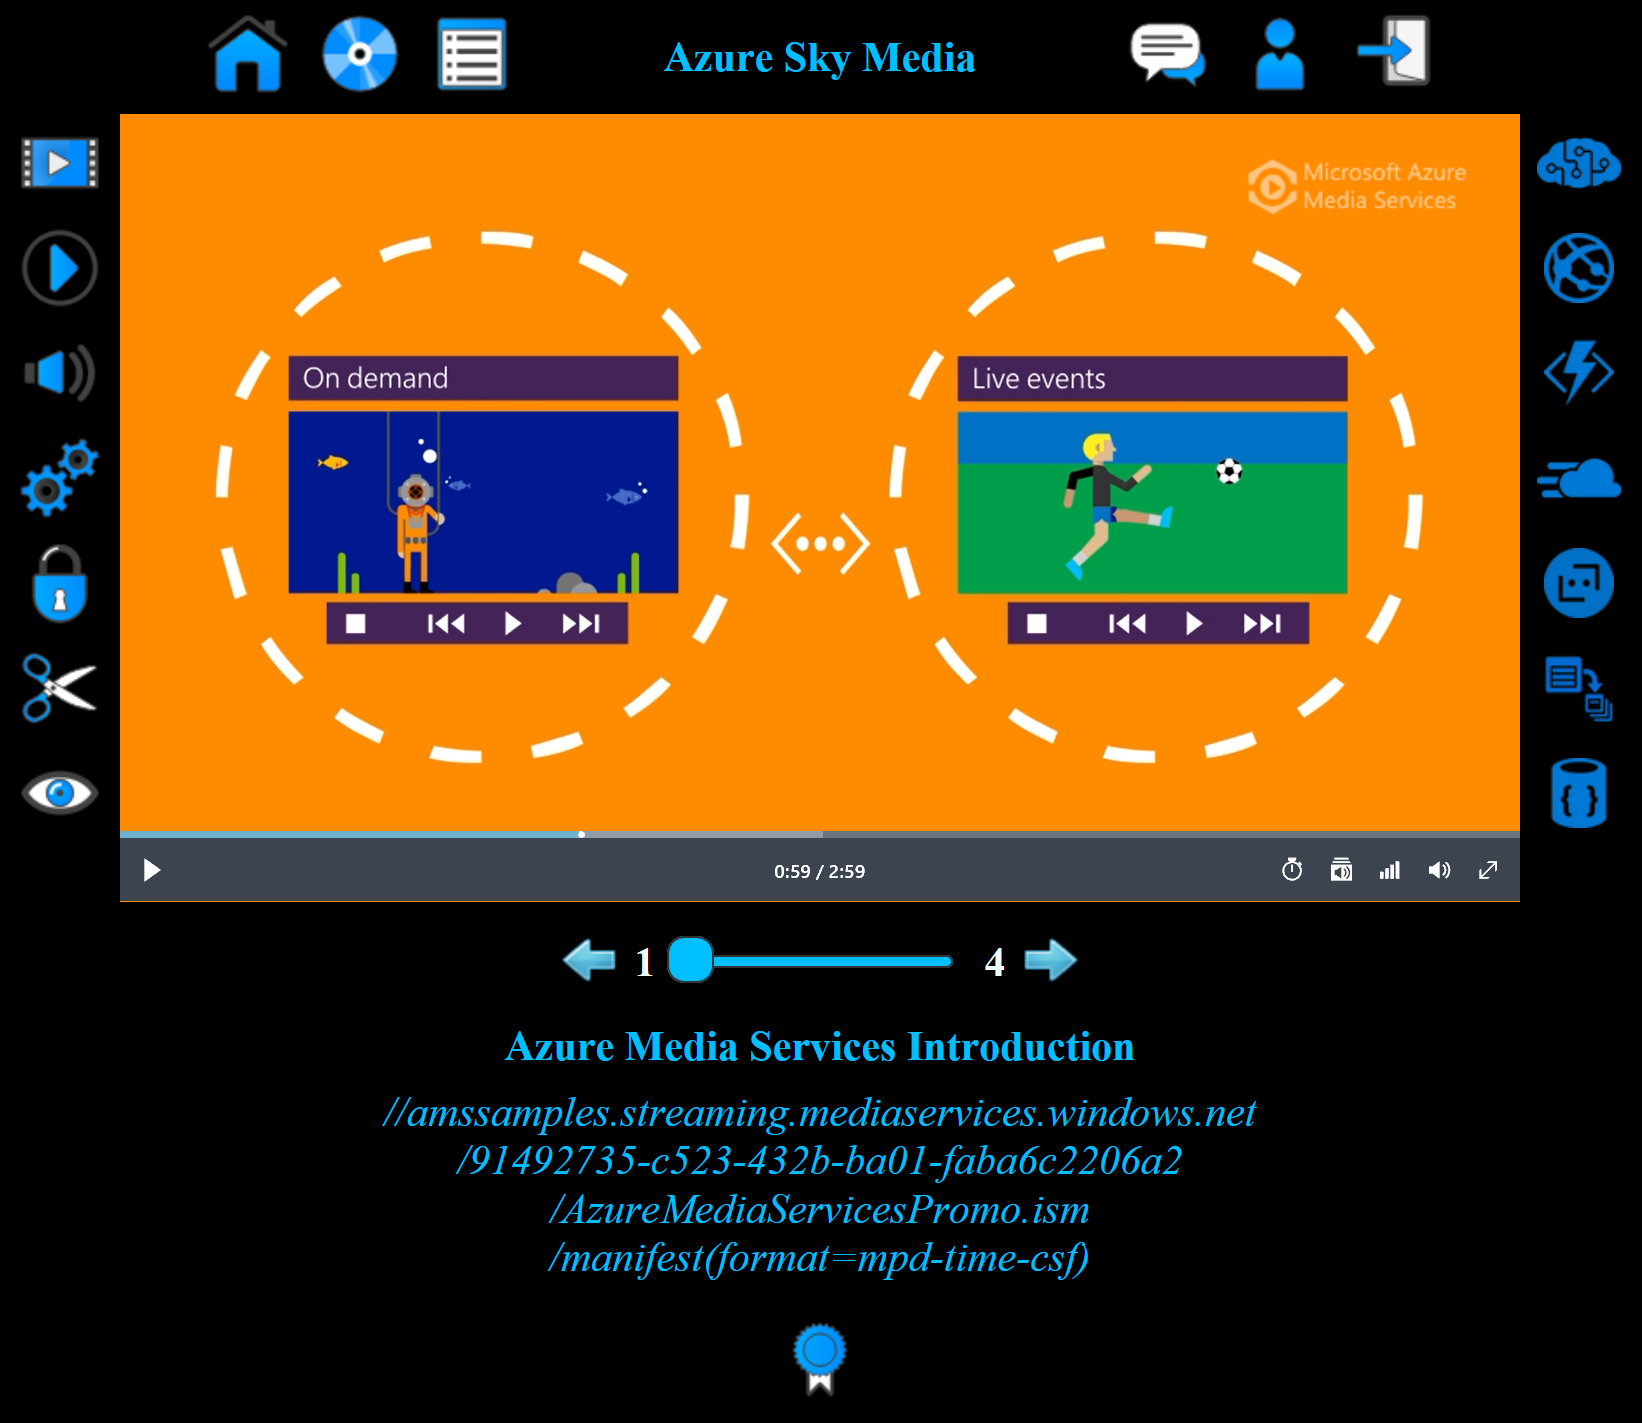 Azure Sky Media
Microsoft Azure
Media Services
On demand
Live events
0:59 / 2:59
1
4
Azure Media Services Introduction
//amssamples.streaming.mediaservices.windows.net
/91492735-c523-432b-ba01-faba6c2206a2
/AzureMediaServicesPromo.ism
/manifest(format=mpd-time-csf)